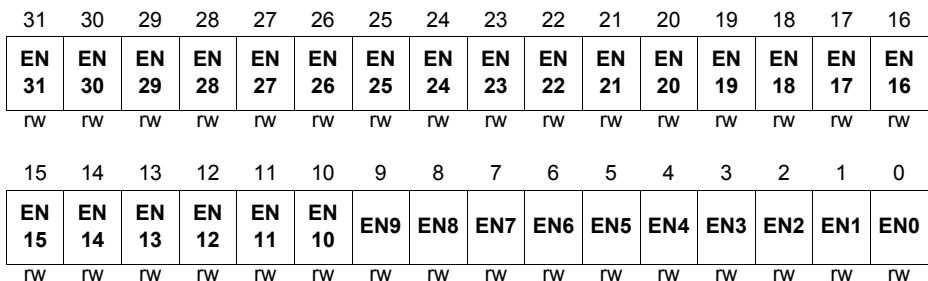 31 30 29 28 27 26 25 24 23 22 21 20 19 18 17 16
EN EN EN EN EN EN EN EN EN EN EN EN EN EN EN EN
31 30 29 28 27 26 25 24 23 22 21 20 19 18 17 16
rw rw rw rw rw rw rw rw rw rw rw rw rw rw rw rw
15 14 13 12 11 10 9 8 7 6 5 4 3 2 1 0
EN EN EN EN EN EN EN9 EN8 EN7 EN6 EN5 EN4 EN3 EN2 EN1 EN0
15 14 13 12 11 10
rw rw rw rw rw rw rw rw rw rw rw rw rw rw rw rw